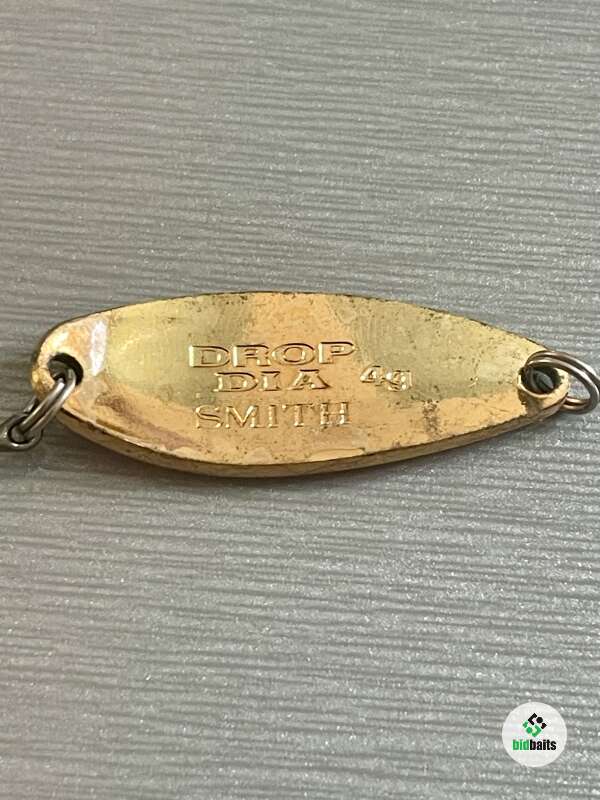 DROP
DIA 4g
SMITH
bidbaits